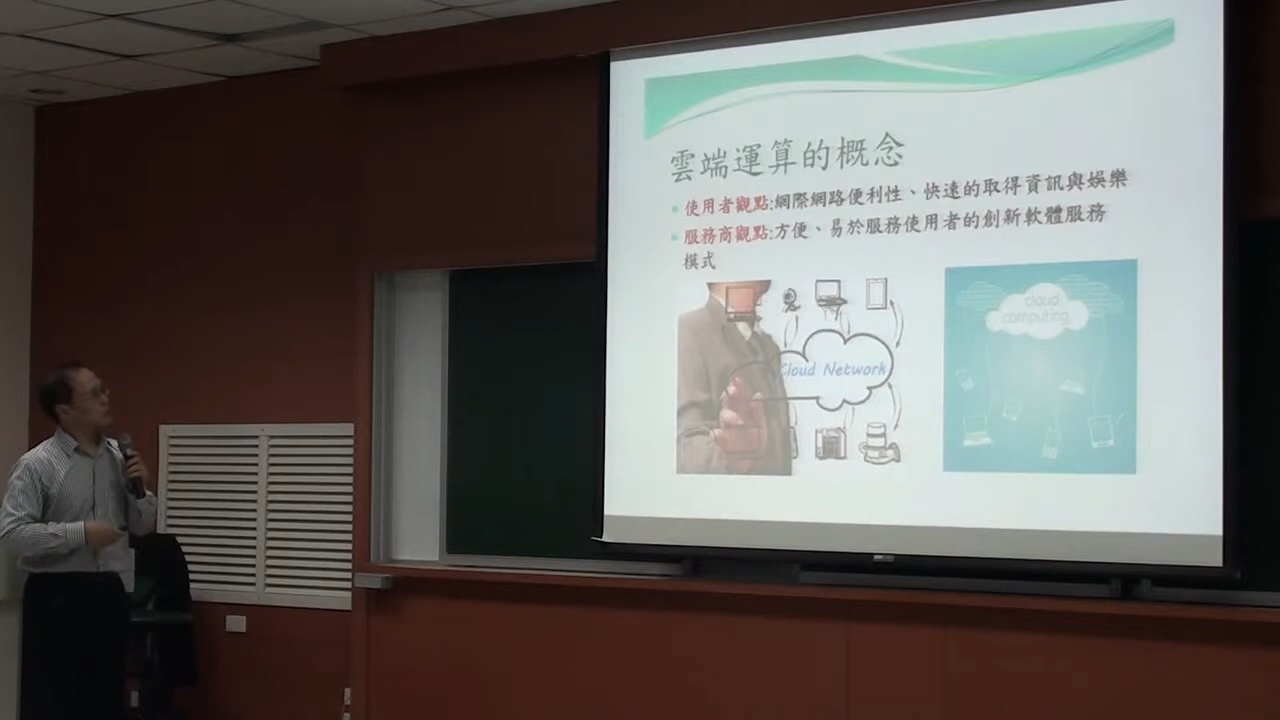 雲端運算的概念
使用者觀點:網際網路便利性、快速的取得資訊與娛樂
服務商觀點:方便、易於服務使用者的創新軟體服務
模式
Cloud Network
cloud
computing